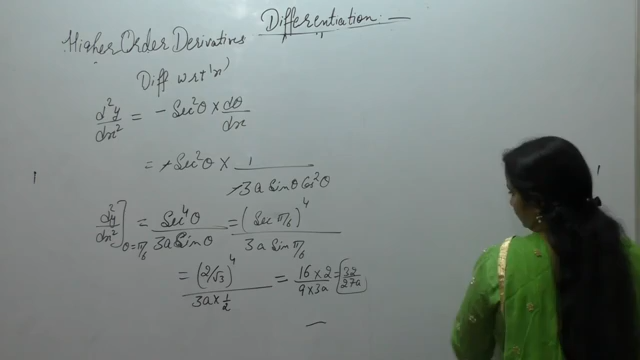 Differentiation:-
Higher Order Derivatives
Diff w.r.t 'x'
d²y/dx² = - Sec²θ × dθ/dx
= -Sec²θ × 1/(-3a Sinθ Cos²θ)
d²y/dx²]θ=π/6 = Sec⁴θ/(3a Sinθ) = (Sec π/6)⁴/(3a Sin π/6)
= (2/√3)⁴/(3a × 1/2) = (16 × 2)/(9 × 3a) = 32/27a